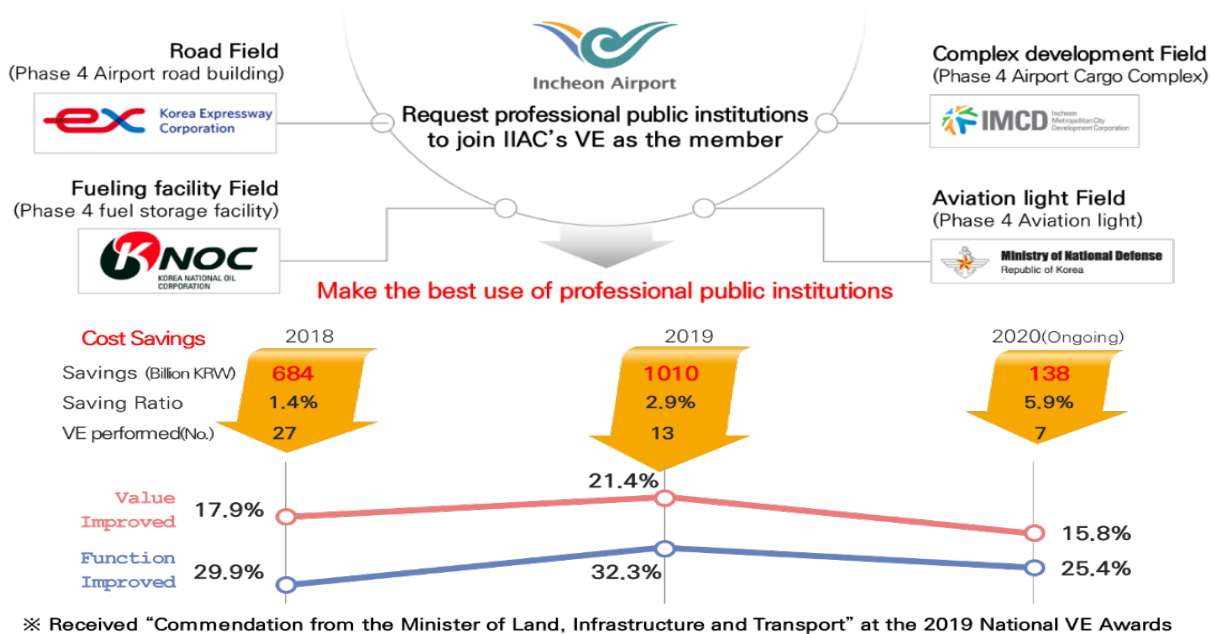 Incheon Airport
Request professional public institutions
to join IIAC's VE as the member
Road Field
(Phase 4 Airport road building)
ex Korea Expressway
Corporation
Complex development Field
(Phase 4 Airport Cargo Complex)
IMCD Incheon
Metropolitan City
Development Corporation
Fueling facility Field
(Phase 4 fuel storage facility)
KNOC
KOREA NATIONAL OIL
CORPORATION
Aviation light Field
(Phase 4 Aviation light)
Ministry of National Defense
Republic of Korea
Make the best use of professional public institutions
Cost Savings 2018 2019 2020(Ongoing)
Savings (Billion KRW) 684 1010 138
Saving Ratio 1.4% 2.9% 5.9%
VE performed(No.) 27 13 7
Value
Improved
17.9% 21.4% 15.8%
Function
Improved
29.9% 32.3% 25.4%
※ Received “Commendation from the Minister of Land, Infrastructure and Transport” at the 2019 National VE Awards